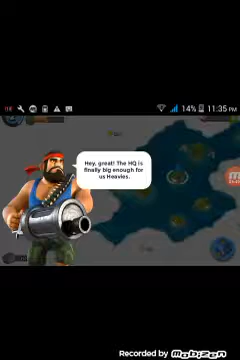 14% 11:35 PM
Hey, great! The HQ is
finally big enough for
us Heavies.
Recorded by Mobizen